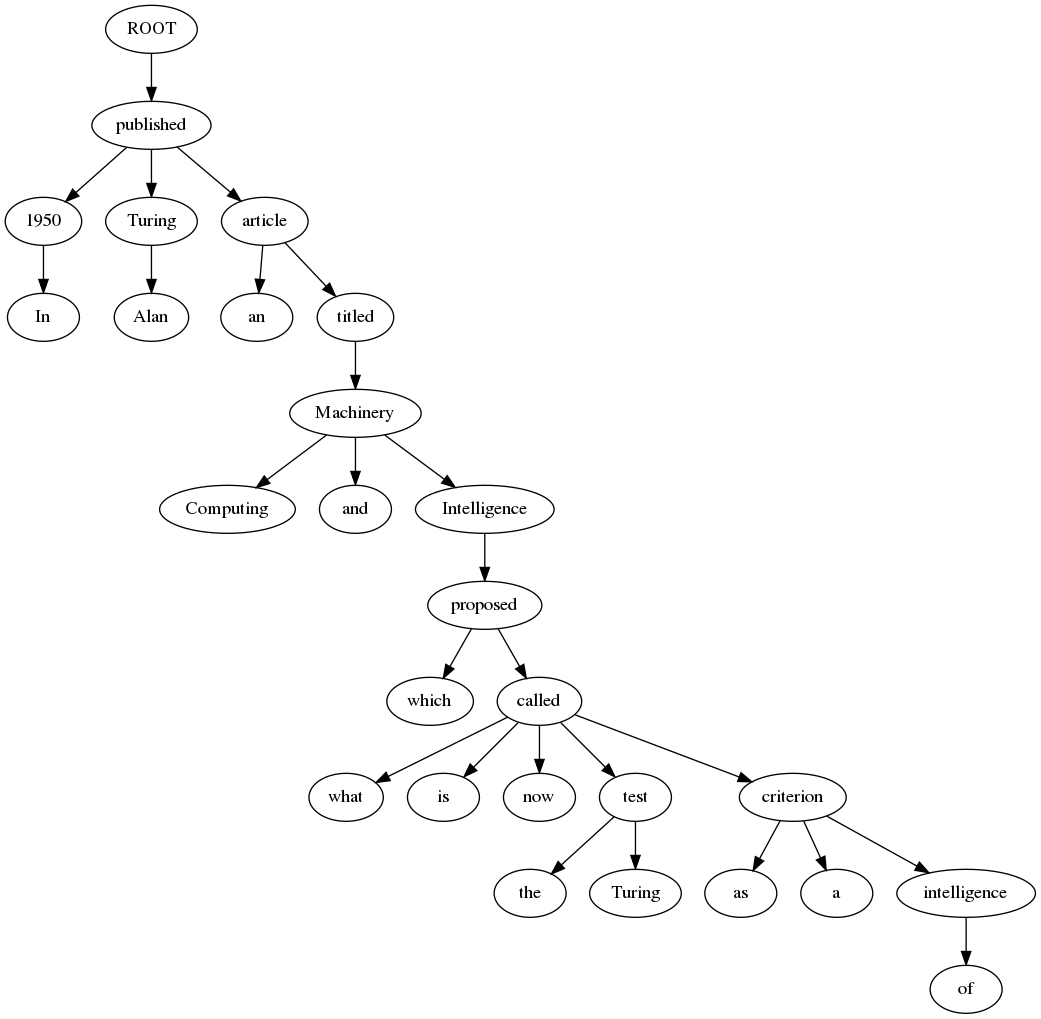 ROOT
published
1950 Turing article
In Alan an titled
Machinery
Computing and Intelligence
proposed
which called
what is now test criterion
the Turing as a intelligence
of